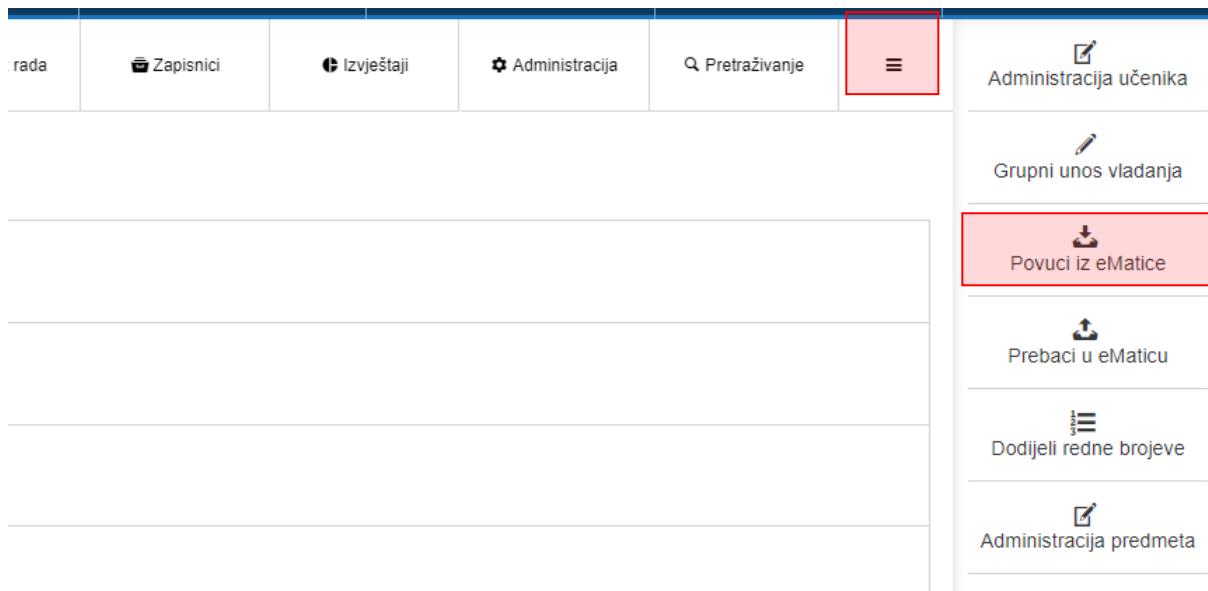 rada
Zapisnici
Izvještaji
Administracija
Pretraživanje
Administracija učenika
Grupni unos vladanja
Povuci iz eMatice
Prebaci u eMaticu
Dodijeli redne brojeve
Administracija predmeta